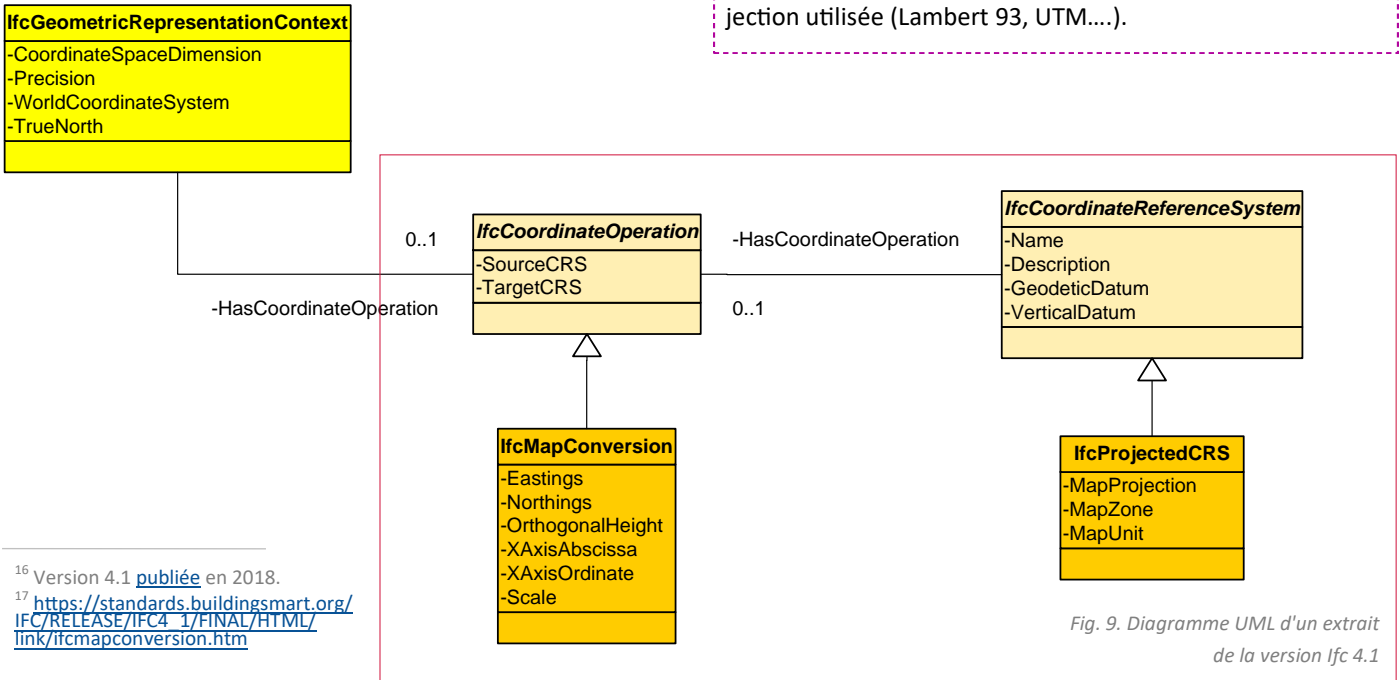 jection utilisée (Lambert 93, UTM....).
IfcGeometricRepresentationContext
-CoordinateSpaceDimension
-Precision
-WorldCoordinateSystem
-TrueNorth
0..1
-HasCoordinateOperation
IfcCoordinateOperation
-SourceCRS
-TargetCRS
-HasCoordinateOperation
0..1
IfcCoordinateReferenceSystem
-Name
-Description
-GeodeticDatum
-VerticalDatum
IfcMapConversion
-Eastings
-Northings
-OrthogonalHeight
-XAxisAbscissa
-XAxisOrdinate
-Scale
IfcProjectedCRS
-MapProjection
-MapZone
-MapUnit
16 Version 4.1 publiée en 2018.
17 https://standards.buildingsmart.org/
IFC/RELEASE/IFC4_1/FINAL/HTML/
link/ifcmapconversion.htm
Fig. 9. Diagramme UML d'un extrait
de la version Ifc 4.1